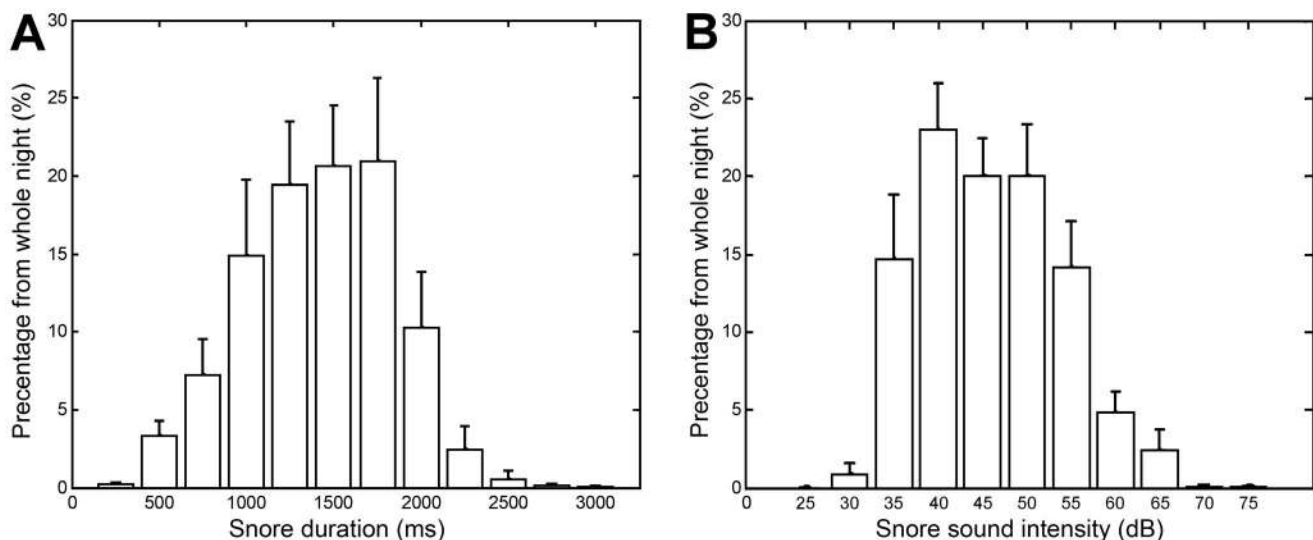 A
Precentage from whole night (%)
30
25
20
15
10
5
0
0 500 1000 1500 2000 2500 3000
Snore duration (ms)
B
Precentage from whole night (%)
30
25
20
15
10
5
0
0 25 30 35 40 45 50 55 60 65 70 75
Snore sound intensity (dB)